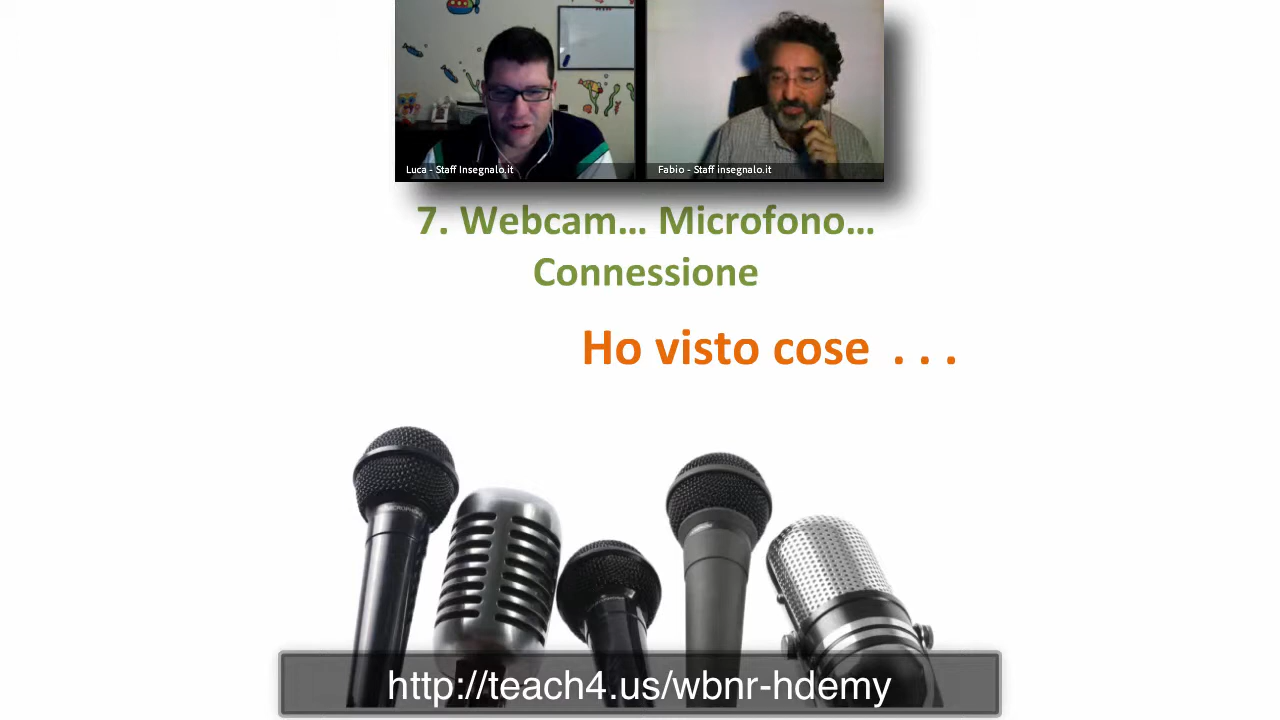 Luca - Staff Insegnalo.it
Fabio - Staff insegnalo.it
7. Webcam... Microfono...
Connessione
Ho visto cose . . .
http://teach4.us/wbnr-hdemy